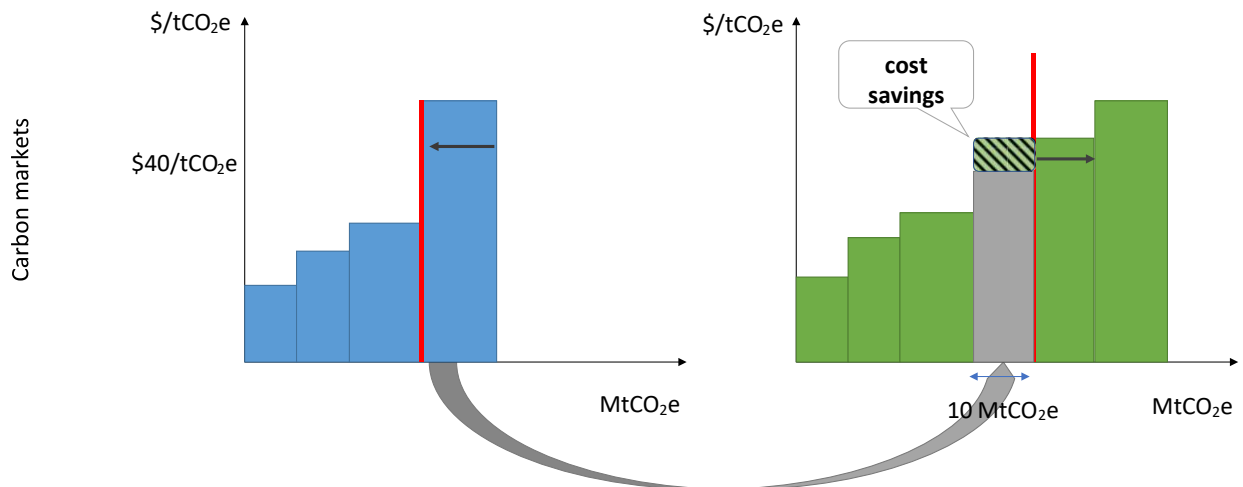 Carbon markets
$/tCO₂e
$40/tCO₂e
MtCO₂e
$/tCO₂e
cost
savings
10 MtCO₂e
MtCO₂e